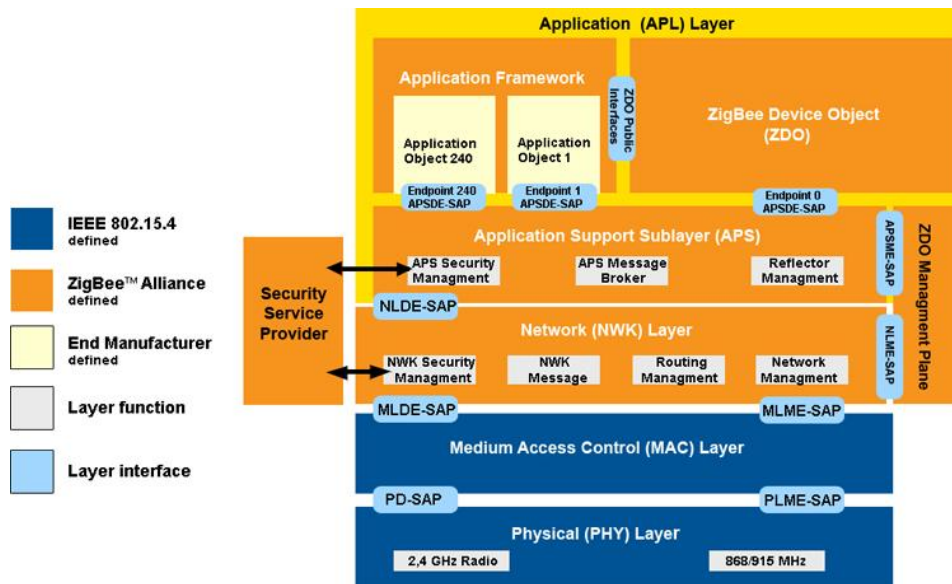 Application (APL) Layer
Application Framework
ZDO Public
Interfaces
ZigBee Device Object
(ZDO)
Application
Object 240
Application
Object 1
Endpoint 240
APSDE-SAP
Endpoint 1
APSDE-SAP
Endpoint 0
APSDE-SAP
IEEE 802.15.4
defined
ZigBee™ Alliance
defined
End Manufacturer
defined
Layer function
Layer interface
Security
Service
Provider
Application Support Sublayer (APS)
APS Security
Managment
APS Message
Broker
Reflector
Managment
APSME-SAP
ZDO Managment Plane
NLDE-SAP
Network (NWK) Layer
NWK Security
Managment
NWK
Message
Routing
Managment
Network
Managment
NLME-SAP
MLDE-SAP
MLME-SAP
Medium Access Control (MAC) Layer
PD-SAP
PLME-SAP
Physical (PHY) Layer
2,4 GHz Radio
868/915 MHz